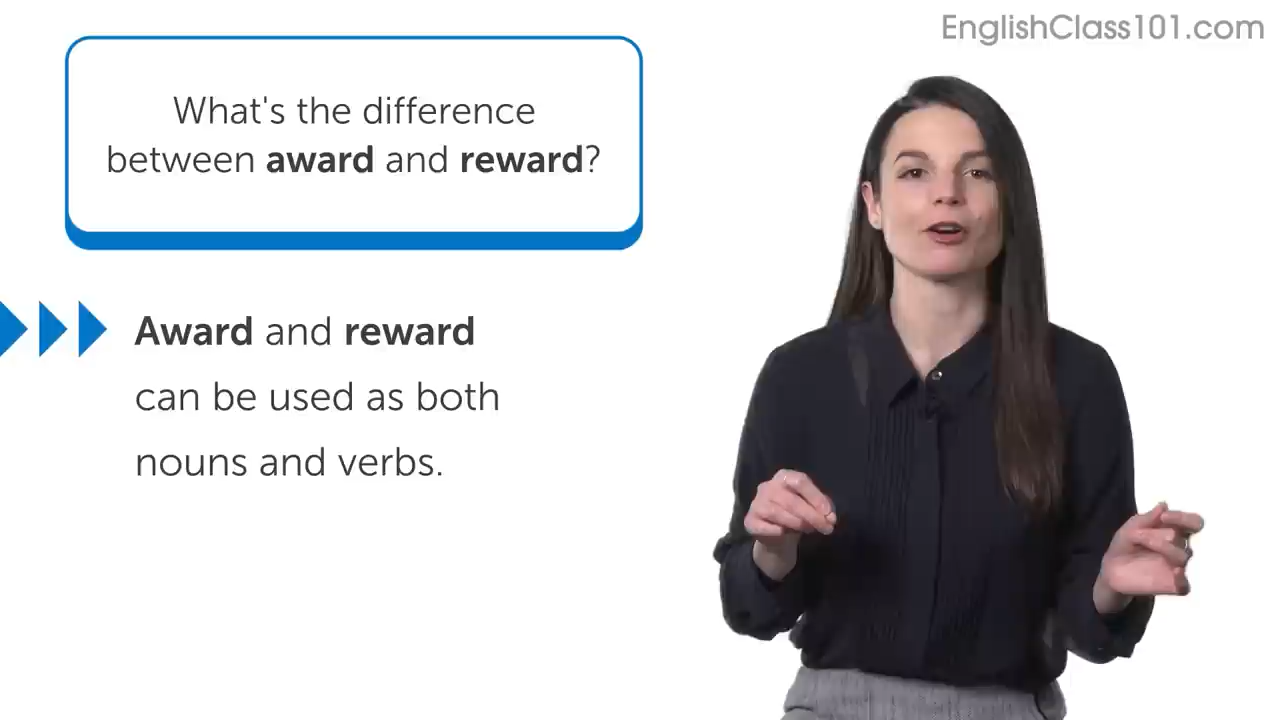 EnglishClass101.com
What's the difference
between award and reward?
Award and reward
can be used as both
nouns and verbs.